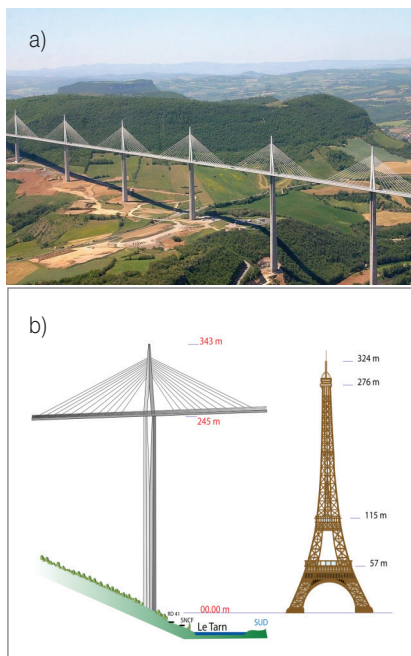 a)
b)
343 m
324 m
276 m
245 m
115 m
57 m
00.00 m
RD 41
SNCF
Le Tarn
SUD